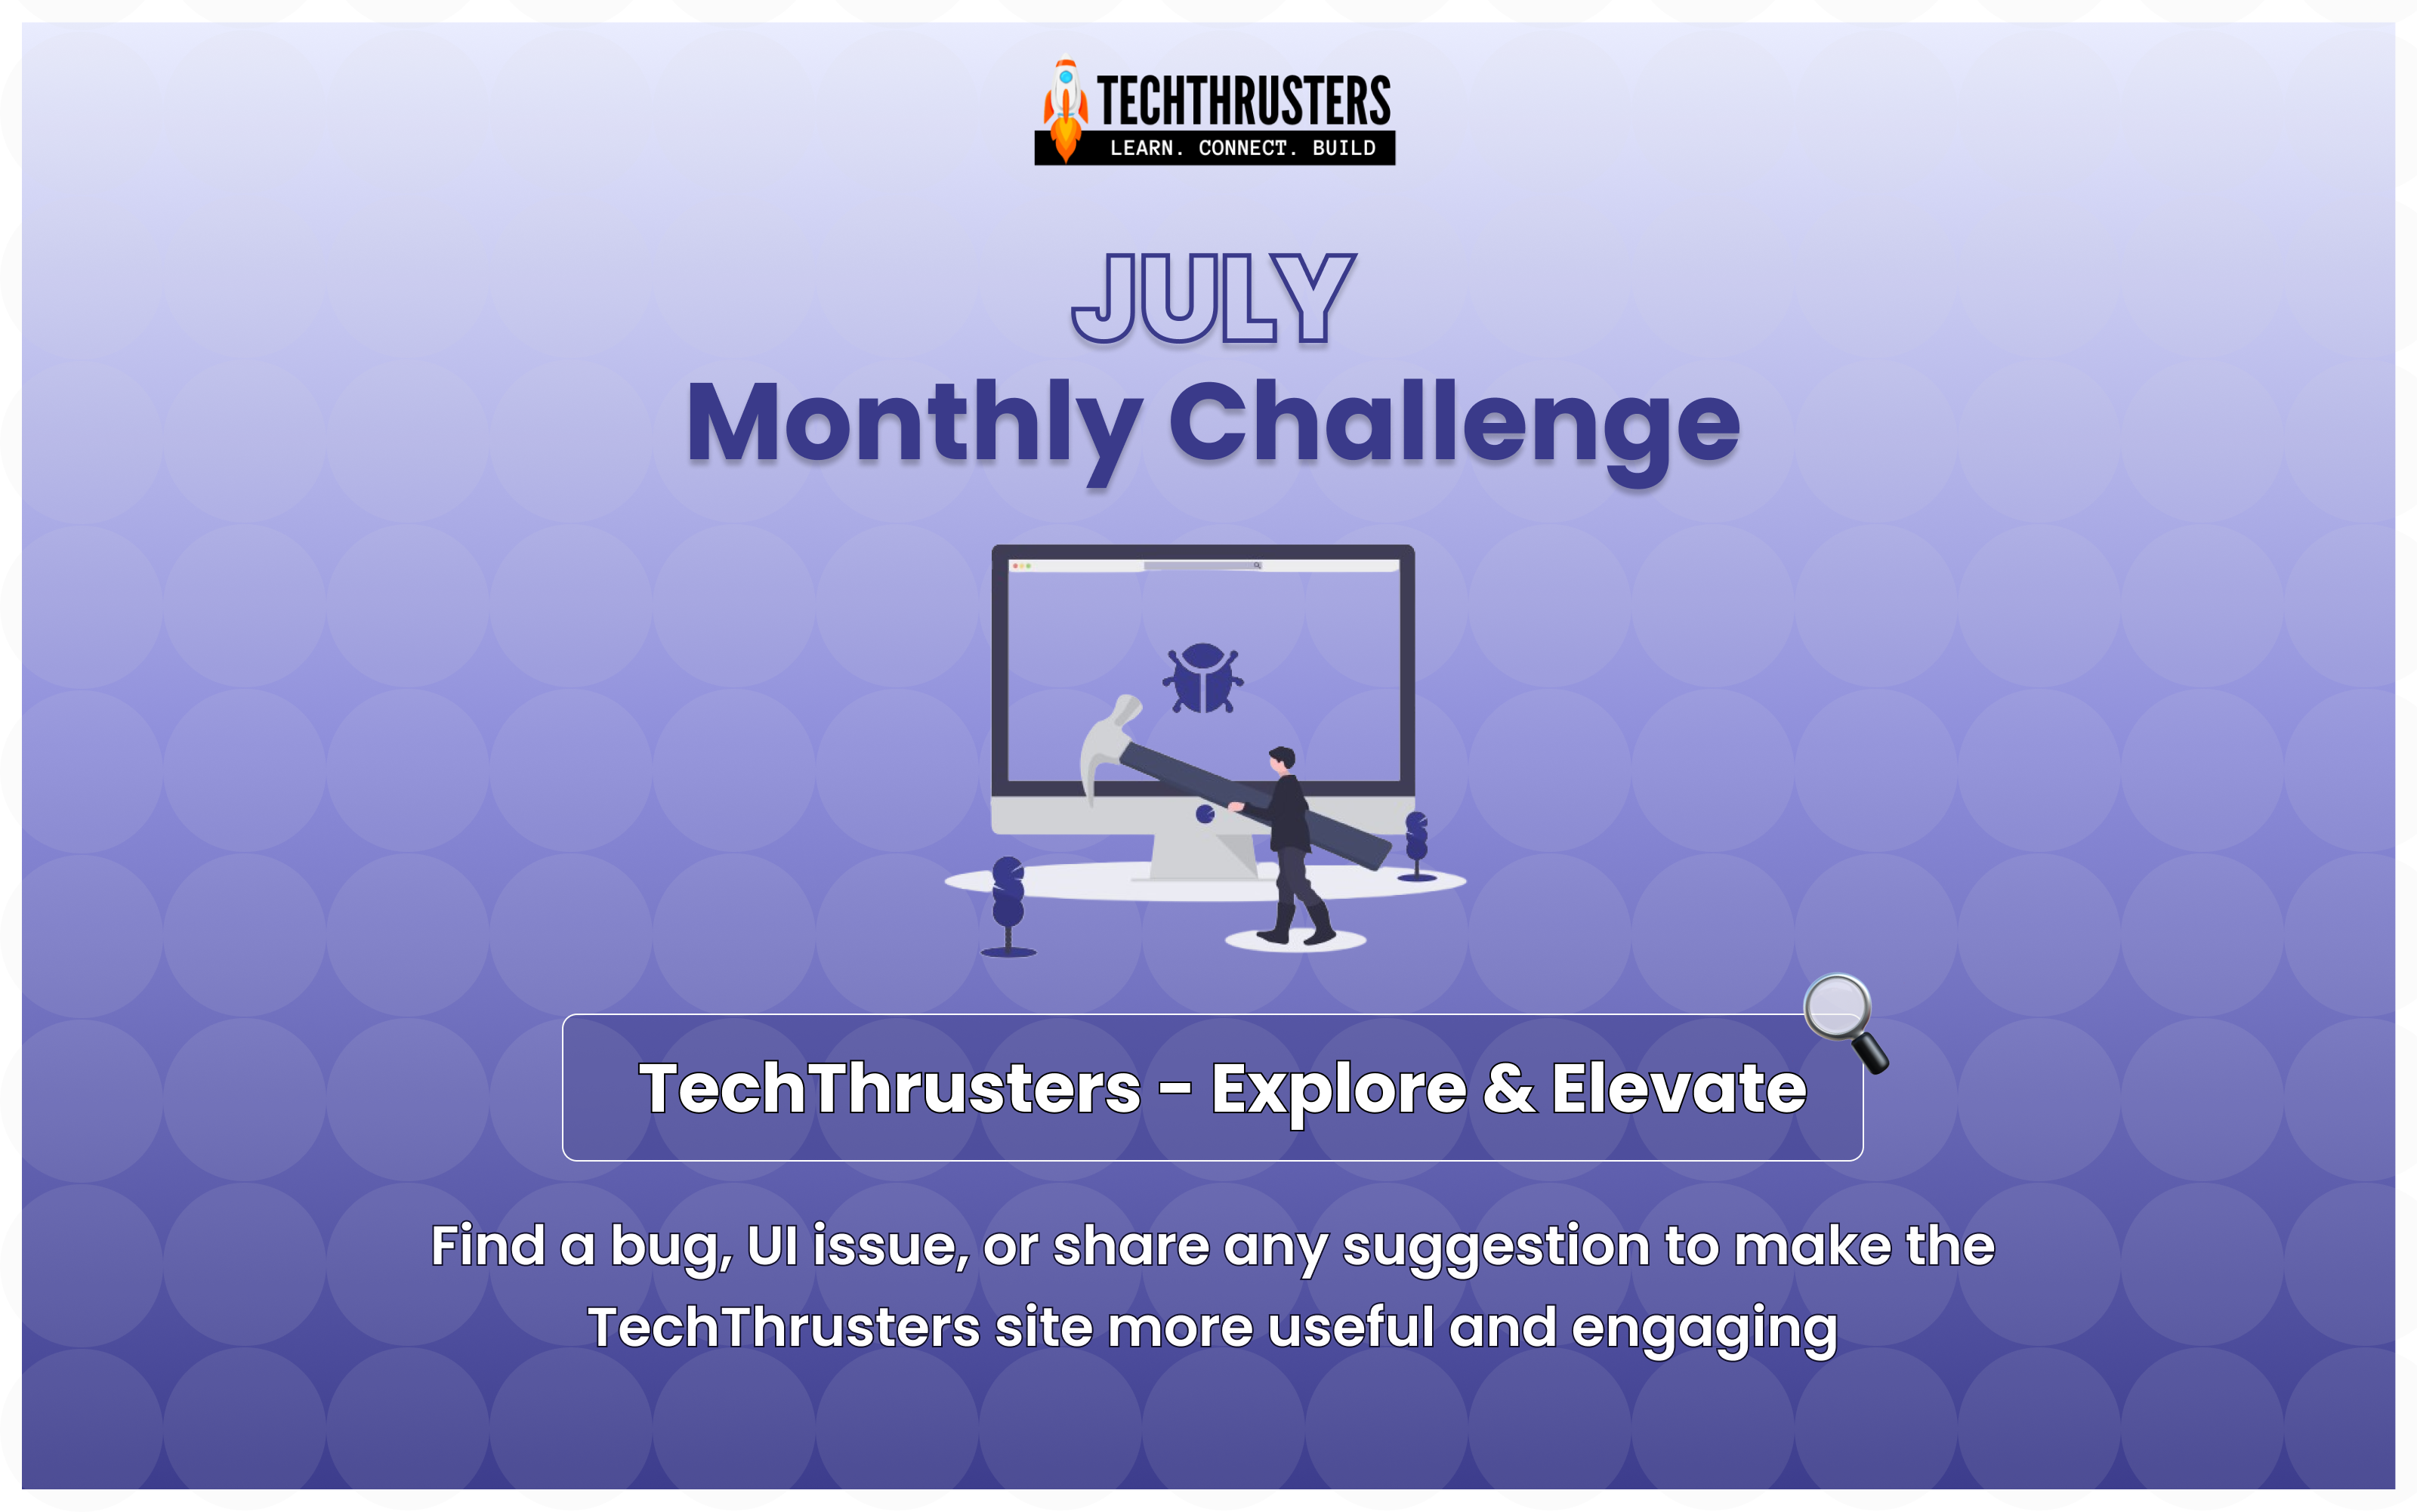 TECHTHRUSTERS
LEARN. CONNECT. BUILD
JULY
Monthly Challenge
TechThrusters - Explore & Elevate
Find a bug, UI issue, or share any suggestion to make the
TechThrusters site more useful and engaging